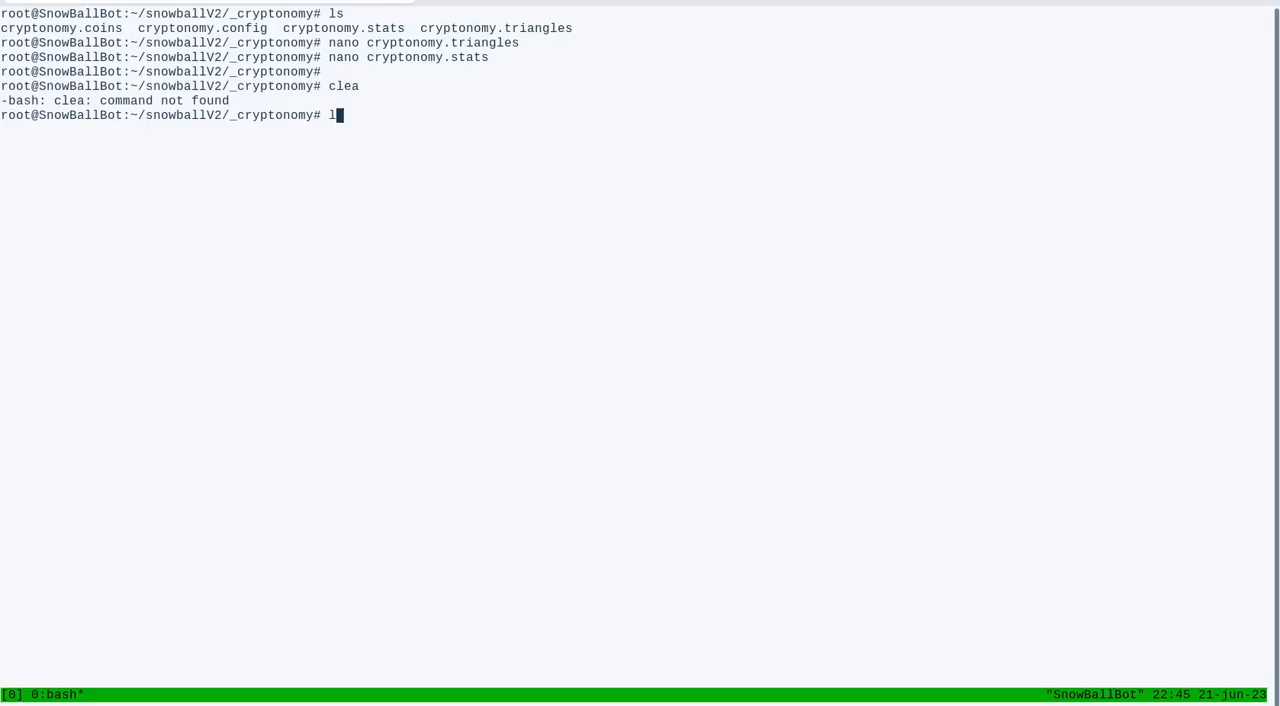 root@SnowBallBot:~/snowballV2/_cryptonomy# ls
cryptonomy.coins  cryptonomy.config  cryptonomy.stats  cryptonomy.triangles
root@SnowBallBot:~/snowballV2/_cryptonomy# nano cryptonomy.triangles
root@SnowBallBot:~/snowballV2/_cryptonomy# nano cryptonomy.stats
root@SnowBallBot:~/snowballV2/_cryptonomy#
root@SnowBallBot:~/snowballV2/_cryptonomy# clea
-bash: clea: command not found
root@SnowBallBot:~/snowballV2/_cryptonomy# l
[0] 0:bash* "SnowBallBot" 22:45 21-jun-23